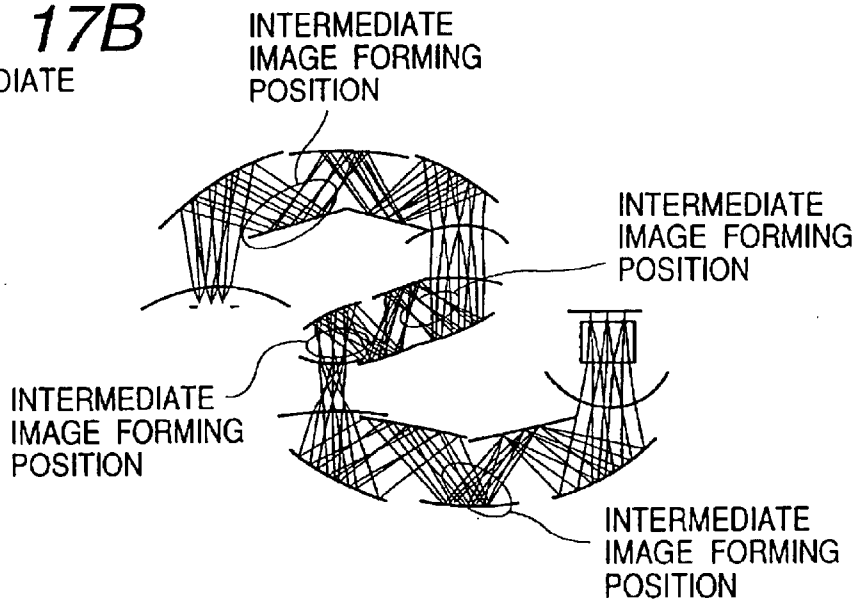 17B
DIATE
INTERMEDIATE
IMAGE FORMING
POSITION
INTERMEDIATE
IMAGE FORMING
POSITION
INTERMEDIATE
IMAGE FORMING
POSITION
INTERMEDIATE
IMAGE FORMING
POSITION